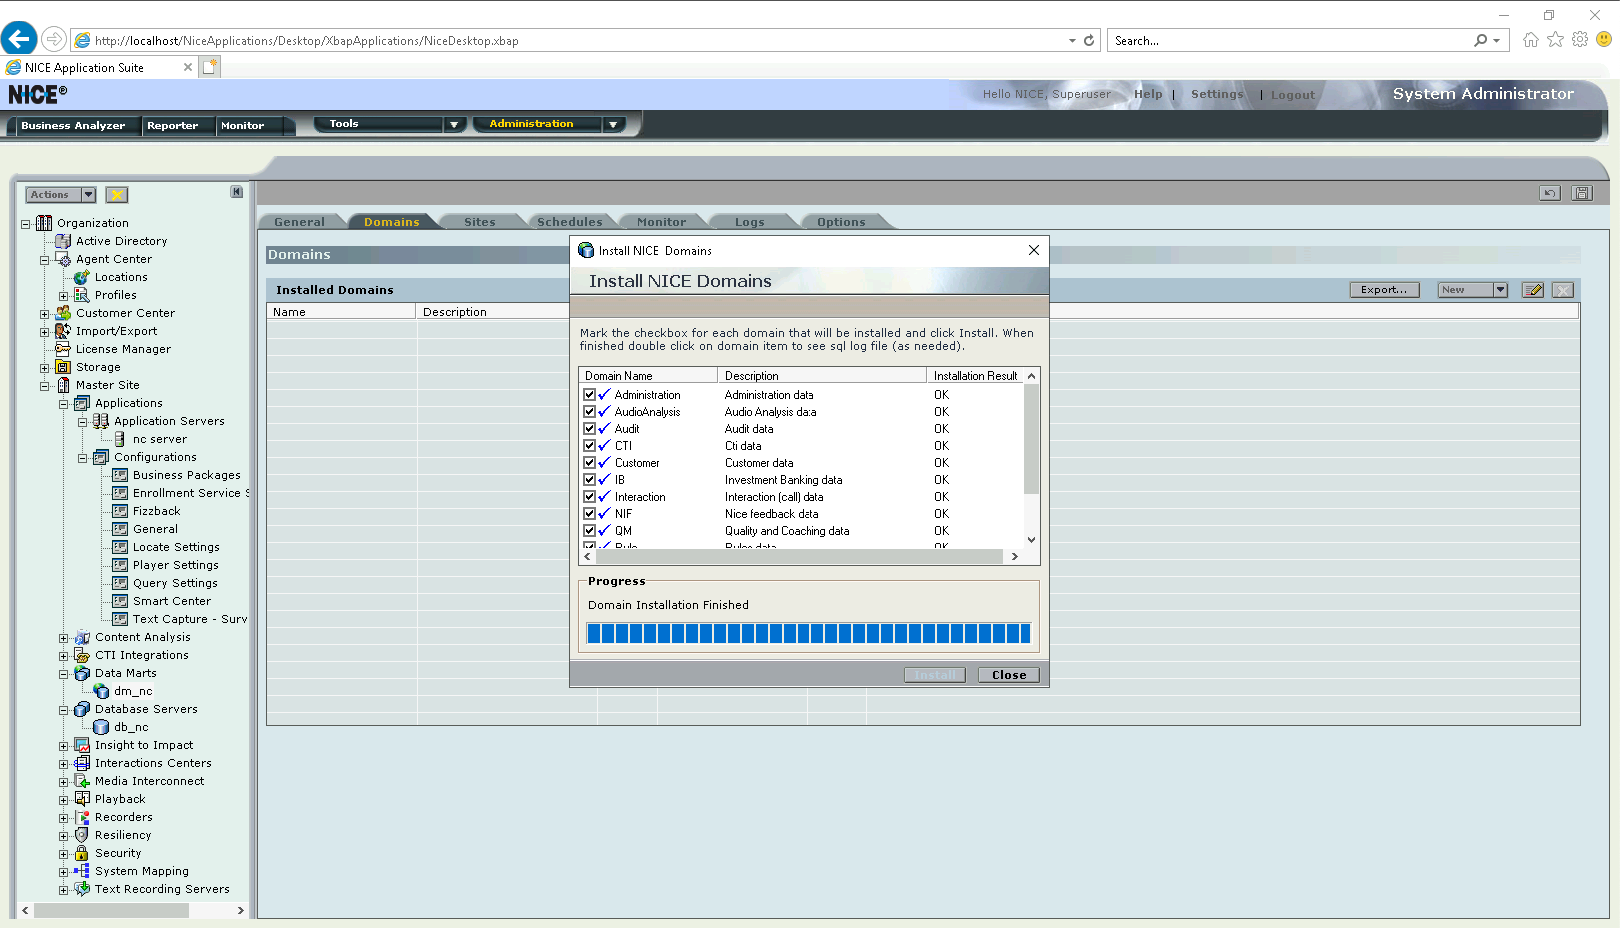 http://localhost/NiceApplications/Desktop/XbapApplications/NiceDesktop.xbap
Search...
NICE Application Suite
NICE®
Hello NICE, Superuser
Help | Settings | Logout
System Administrator
Business Analyzer
Reporter
Monitor
Tools
Administration
Actions
Organization
Active Directory
Agent Center
Locations
Profiles
Customer Center
Import/Export
License Manager
Storage
Master Site
Applications
Application Servers
nc server
Configurations
Business Packages
Enrollment Service S
Fizzback
General
Locate Settings
Player Settings
Query Settings
Smart Center
Text Capture - Surv
Content Analysis
CTI Integrations
Data Marts
dm_nc
Database Servers
db_nc
Insight to Impact
Interactions Centers
Media Interconnect
Playback
Recorders
Resiliency
Security
System Mapping
Text Recording Servers
General Domains Sites Schedules Monitor Logs Options
Domains
Installed Domains
Export...
New
Name Description
Install NICE Domains
Install NICE Domains
Mark the checkbox for each domain that will be installed and click Install. When
finished double click on domain item to see sql log file (as needed).
Domain Name Description Installation Result
Administration Administration data OK
AudioAnalysis Audio Analysis data OK
Audit Audit data OK
CTI Cti data OK
Customer Customer data OK
IB Investment Banking data OK
Interaction Interaction (call) data OK
NIF Nice feedback data OK
QM Quality and Coaching data OK
Rule Rules data OK
Progress
Domain Installation Finished
Install
Close